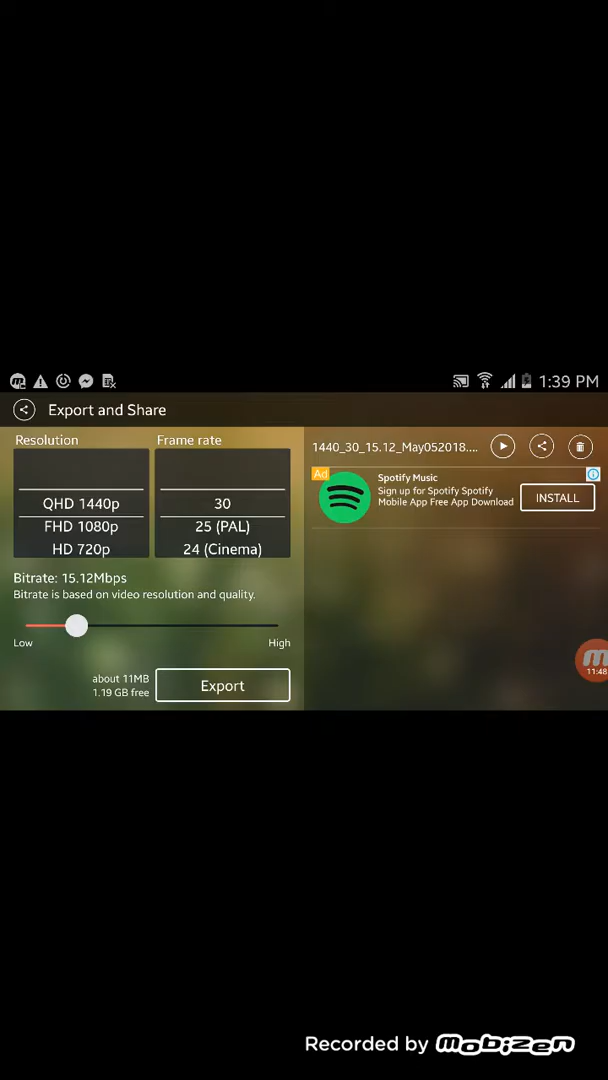 1:39 PM
Export and Share
Resolution
Frame rate
QHD 1440p
FHD 1080p
HD 720p
30
25 (PAL)
24 (Cinema)
Bitrate: 15.12Mbps
Bitrate is based on video resolution and quality.
Low
High
about 11MB
1.19 GB free
Export
1440_30_15.12_May052018....
Ad
Spotify Music
Sign up for Spotify Spotify
Mobile App Free App Download
INSTALL
11:48
Recorded by mobizen